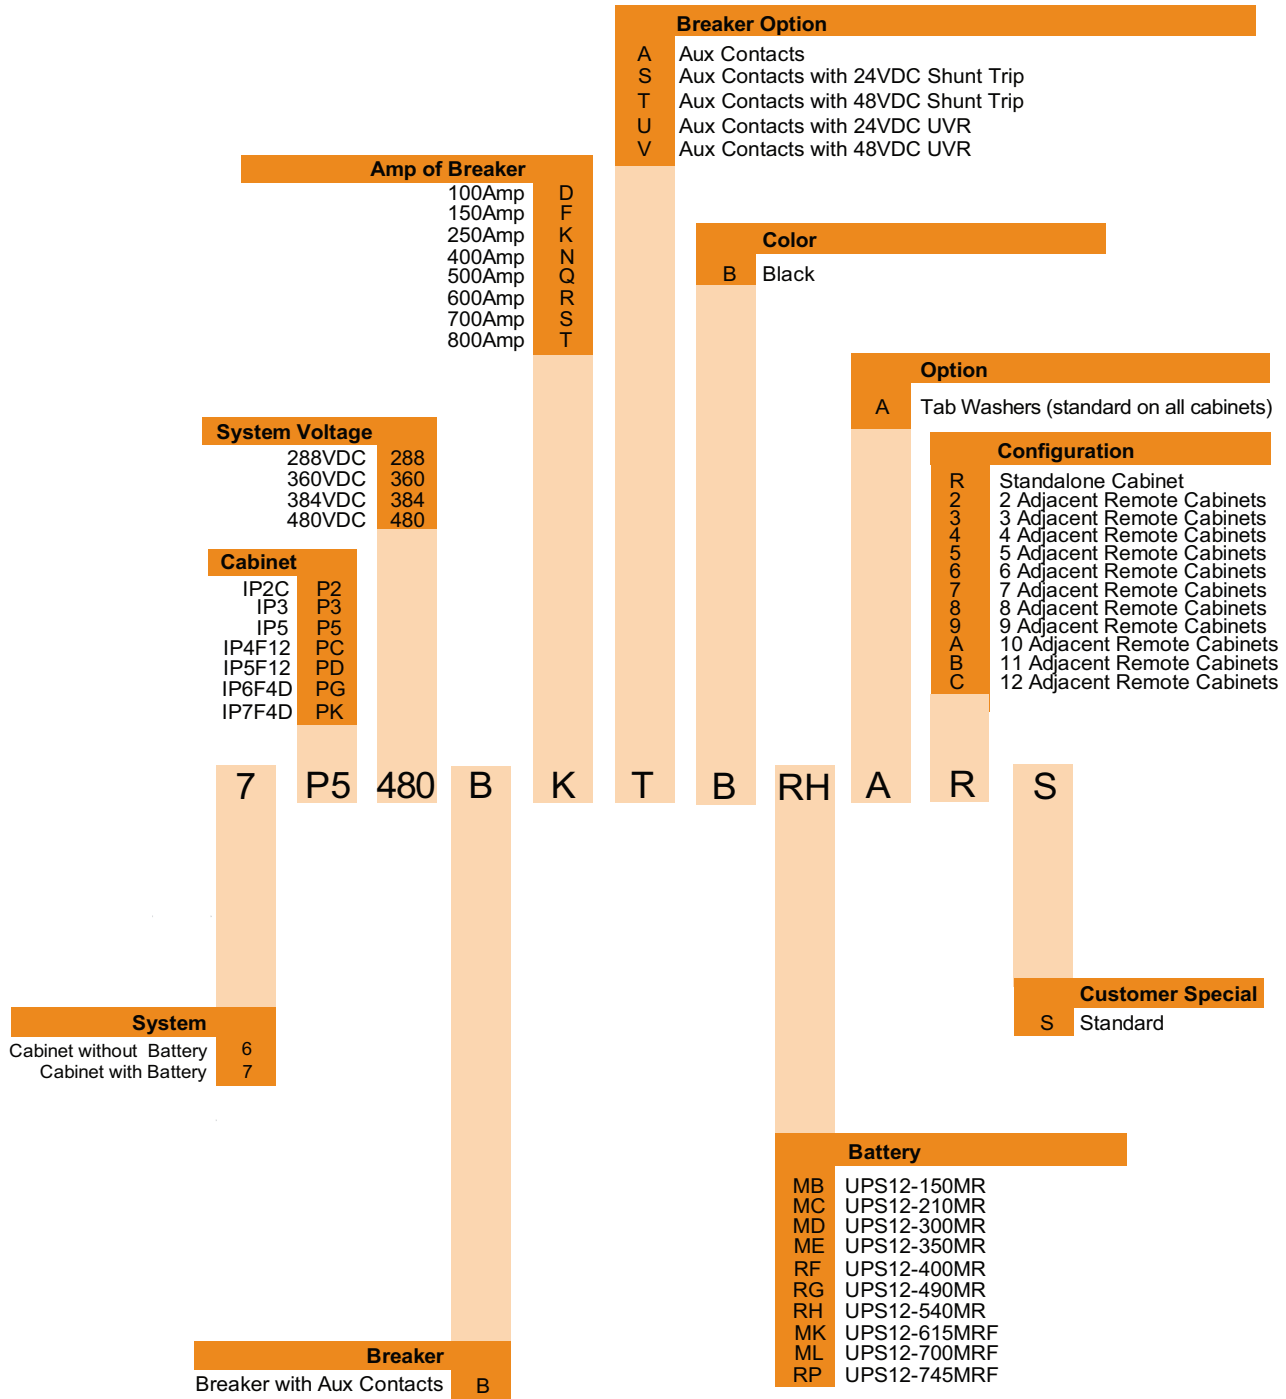 Breaker Option
A Aux Contacts
S Aux Contacts with 24VDC Shunt Trip
T Aux Contacts with 48VDC Shunt Trip
U Aux Contacts with 24VDC UVR
V Aux Contacts with 48VDC UVR
Amp of Breaker
100Amp D
150Amp F
250Amp K
400Amp N
500Amp Q
600Amp R
700Amp S
800Amp T
Color
B Black
Option
A Tab Washers (standard on all cabinets)
System Voltage
288VDC 288
360VDC 360
384VDC 384
480VDC 480
Configuration
R Standalone Cabinet
2 2 Adjacent Remote Cabinets
3 3 Adjacent Remote Cabinets
4 4 Adjacent Remote Cabinets
5 5 Adjacent Remote Cabinets
6 6 Adjacent Remote Cabinets
7 7 Adjacent Remote Cabinets
8 8 Adjacent Remote Cabinets
9 9 Adjacent Remote Cabinets
A 10 Adjacent Remote Cabinets
B 11 Adjacent Remote Cabinets
C 12 Adjacent Remote Cabinets
Cabinet
IP2C P2
IP3 P3
IP5 P5
IP4F12 PC
IP5F12 PD
IP6F4D PG
IP7F4D PK
7 P5 480 B K T B RH A R S
Customer Special
S Standard
System
Cabinet without Battery 6
Cabinet with Battery 7
Battery
MB UPS12-150MR
MC UPS12-210MR
MD UPS12-300MR
ME UPS12-350MR
RF UPS12-400MR
RG UPS12-490MR
RH UPS12-540MR
MK UPS12-615MRF
ML UPS12-700MRF
RP UPS12-745MRF
Breaker
Breaker with Aux Contacts B